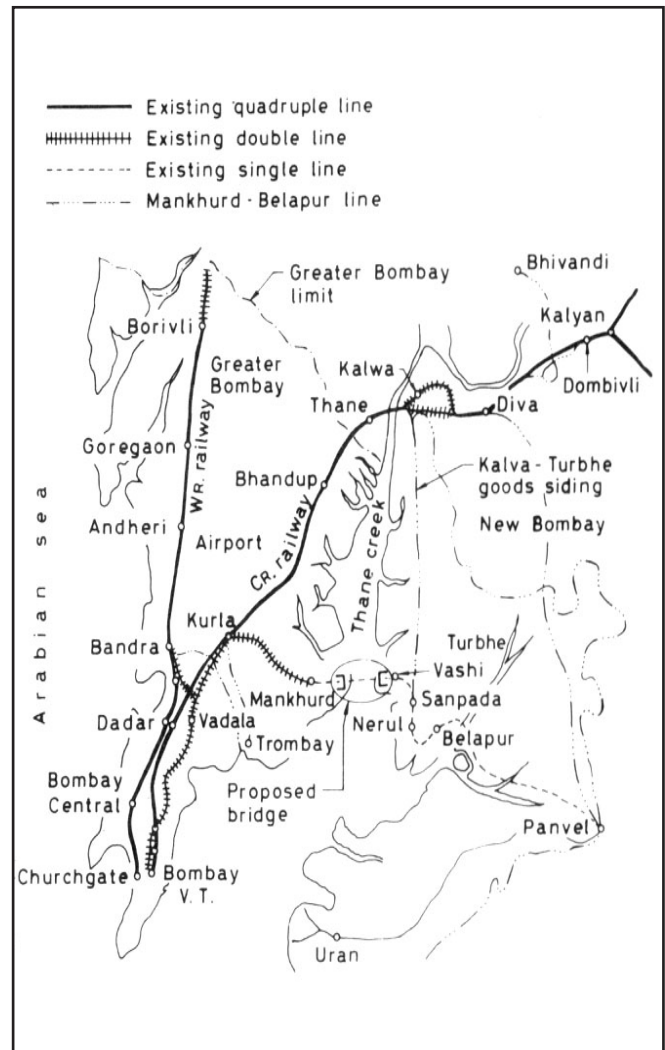 Existing quadruple line
Existing double line
Existing single line
Mankhurd - Belapur line
Greater Bombay
limit
Bhivandi
Kalyan
Borivli
Greater
Bombay
Kalwa
Dombivli
Thane
Diva
Goregaon
WR. railway
Bhandup
Kalva - Turbhe
goods siding
New Bombay
Andheri
Airport
CR. railway
Thane creek
Arabian sea
Kurla
Bandra
Turbhe
Vashi
Mankhurd
Sanpada
Dadar
Vadala
Nerul
Trombay
Belapur
Bombay
Central
Proposed
bridge
Panvel
Churchgate
Bombay
V. T.
Uran